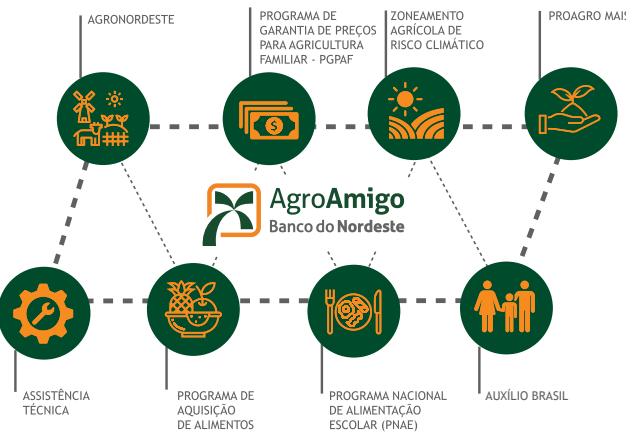 AGRONORDESTE
PROGRAMA DE
GARANTIA DE PREÇOS
PARA AGRICULTURA
FAMILIAR - PGPAF
ZONEAMENTO
AGRÍCOLA DE
RISCO CLIMÁTICO
PROAGRO MAIS
$
AgroAmigo
Banco do Nordeste
ASSISTÊNCIA
TÉCNICA
PROGRAMA DE
AQUISIÇÃO
DE ALIMENTOS
PROGRAMA NACIONAL
DE ALIMENTAÇÃO
ESCOLAR (PNAE)
AUXÍLIO BRASIL